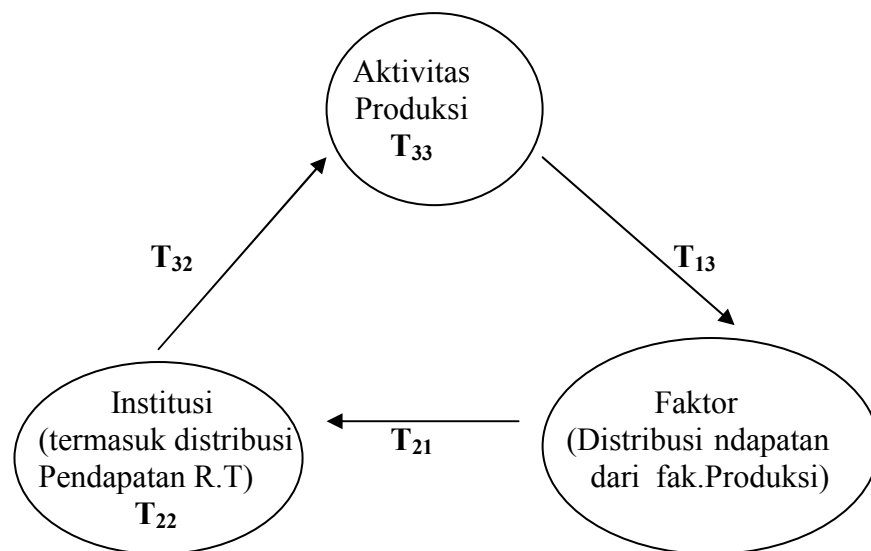 Aktivitas
Produksi
T₃₃
T₃₂
T₁₃
Institusi
(termasuk distribusi
Pendapatan R.T)
T₂₂
T₂₁
Faktor
(Distribusi ndapatan
dari fak.Produksi)